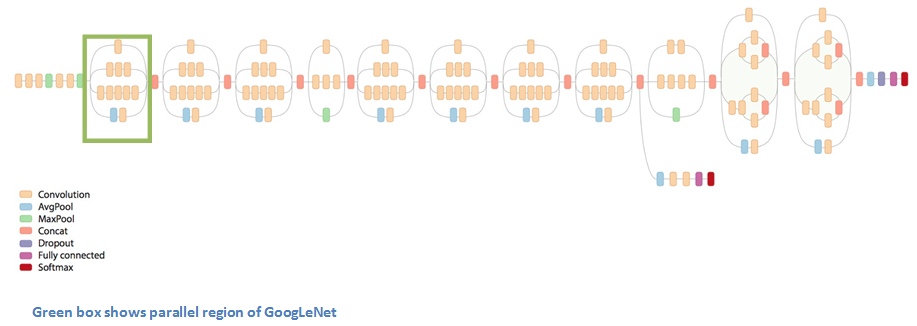 Convolution
AvgPool
MaxPool
Concat
Dropout
Fully connected
Softmax
Green box shows parallel region of GoogLeNet